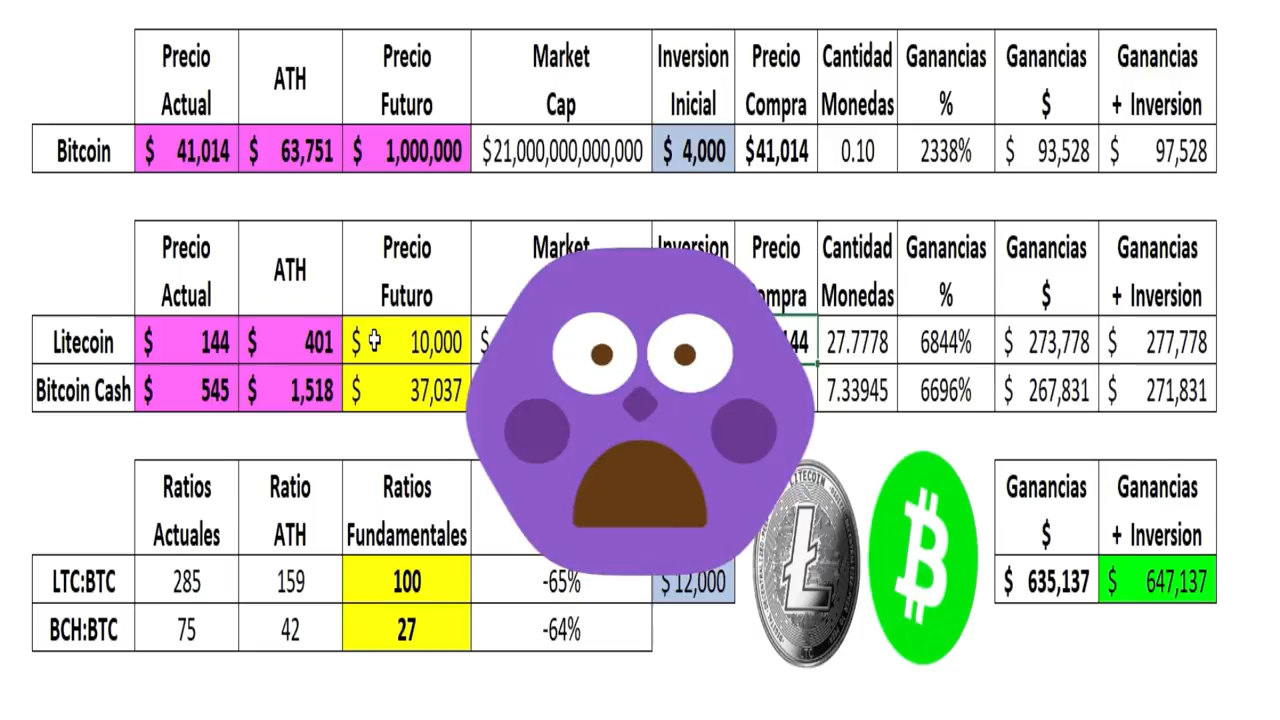 Precio Actual ATH Precio Futuro Market Cap Inversion Inicial Precio Compra Cantidad Monedas Ganancias % Ganancias $ Ganancias + Inversion
Bitcoin $ 41,014 $ 63,751 $ 1,000,000 $21,000,000,000,000 $ 4,000 $41,014 0.10 2338% $ 93,528 $ 97,528
Precio Actual ATH Precio Futuro Market Inversion Precio Cantidad Monedas Ganancias % Ganancias $ Ganancias + Inversion
Litecoin $ 144 $ 401 $ 10,000 $ 27.7778 6844% $ 273,778 $ 277,778
Bitcoin Cash $ 545 $ 1,518 $ 37,037 7.33945 6696% $ 267,831 $ 271,831
Ratios Actuales Ratio ATH Ratios Fundamentales Ganancias $ Ganancias + Inversion
LTC:BTC 285 159 100 -65% $ 12,000 $ 635,137 $ 647,137
BCH:BTC 75 42 27 -64%
LITECOIN
LTC